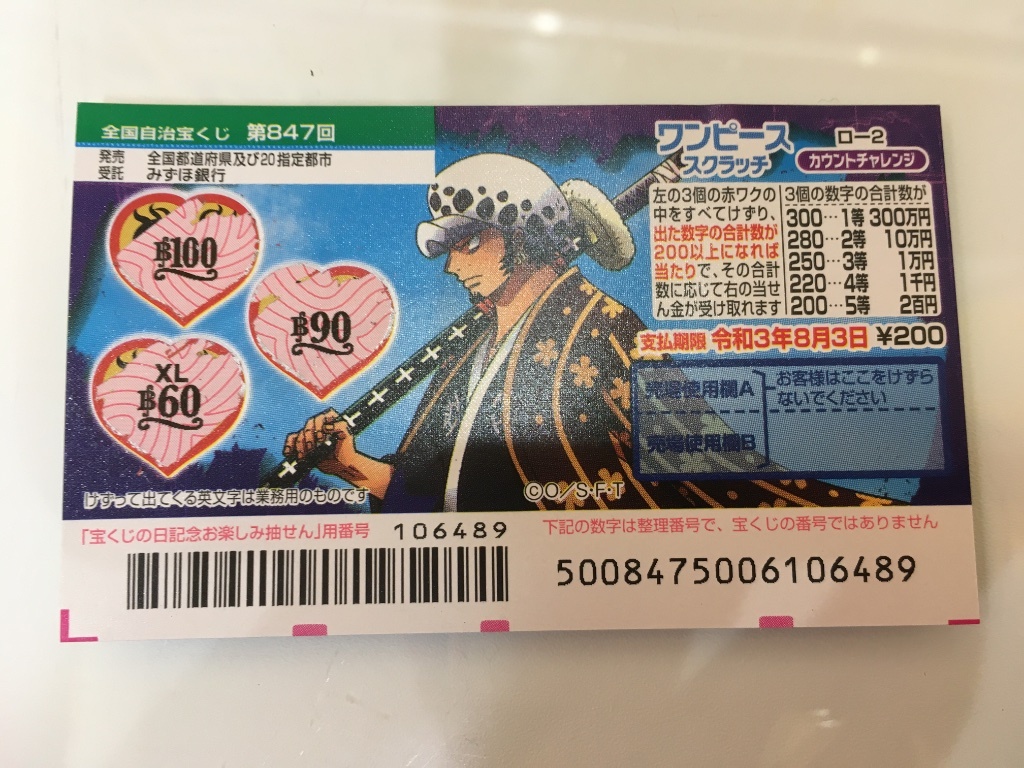 全国自治宝くじ 第847回
発売 全国都道府県及び20指定都市
受託 みずほ銀行
฿100
฿90
XL
฿60
けずって出てくる英文字は業務用のものです
ワンピース
スクラッチ
ロー2
カウントチャレンジ
左の3個の赤ワクの
中をすべてけずり、
出た数字の合計数が
200以上になれば
当たりで、その合計
数に応じて右の当せ
ん金が受け取れます
3個の数字の合計数が
300…1等 300万円
280…2等 10万円
250…3等 1万円
220…4等 1千円
200…5等 2百円
支払期限 令和3年8月3日 ¥200
売場使用欄A
お客様はここをけずら
ないでください
売場使用欄B
©O/S・F・T
「宝くじの日記念お楽しみ抽せん」用番号 106489
下記の数字は整理番号で、宝くじの番号ではありません
50084750061064​89